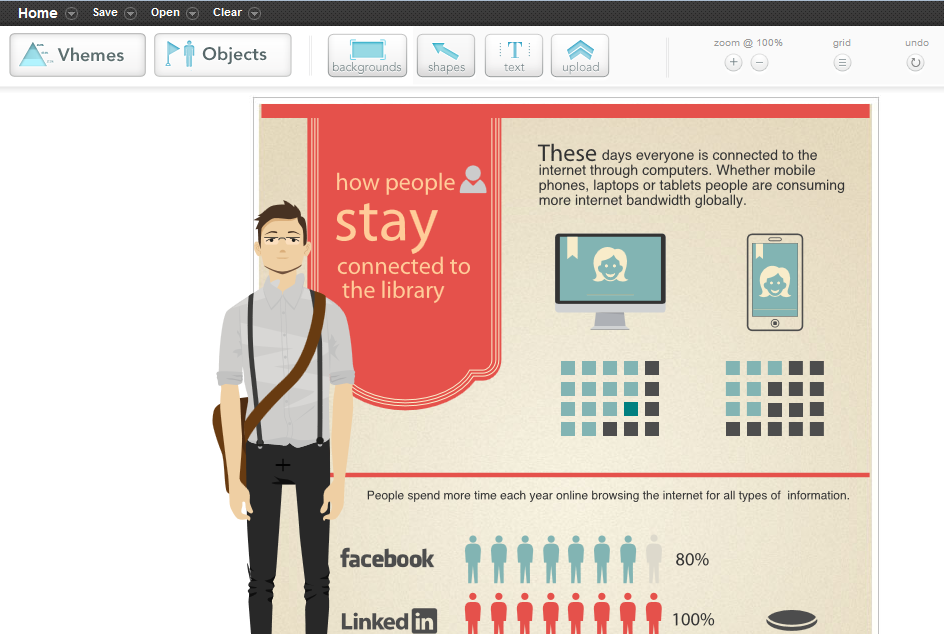 Home Save Open Clear
Vhemes Objects backgrounds shapes text upload
zoom @ 100% grid undo
T
how people
stay
connected to
the library
These days everyone is connected to the
internet through computers. Whether mobile
phones, laptops or tablets people are consuming
more internet bandwidth globally.
People spend more time each year online browsing the internet for all types of information.
facebook 80%
Linked in 100%